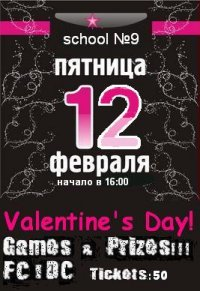 school №9
пятница
12
февраля
начало в 16:00
Valentine's Day!
Games & Prizes!!!
FC!DC Tickets:50